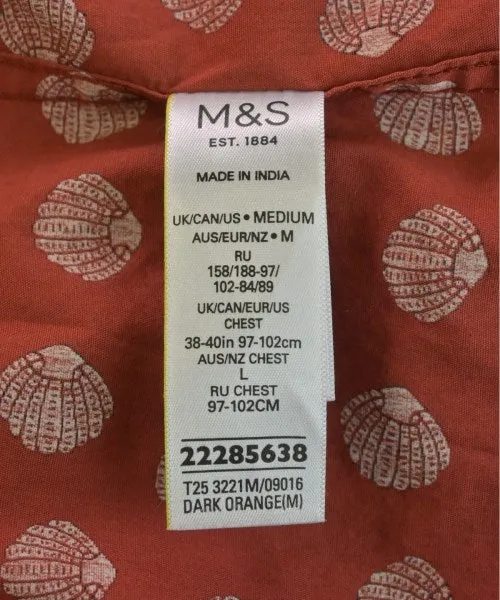 M&S
EST. 1884
MADE IN INDIA
UK/CAN/US • MEDIUM
AUS/EUR/NZ • M
RU
158/188-97/
102-84/89
UK/CAN/EUR/US
CHEST
38-40in 97-102cm
AUS/NZ CHEST
L
RU CHEST
97-102CM
22285638
T25 3221M/09016
DARK ORANGE(M)